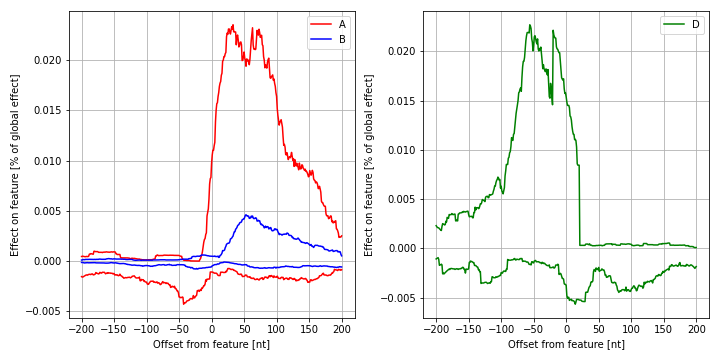 A
B
Effect on feature [% of global effect]
0.020
0.015
0.010
0.005
0.000
−0.005
−200 −150 −100 −50 0 50 100 150 200
Offset from feature [nt]
D
Effect on feature [% of global effect]
0.020
0.015
0.010
0.005
0.000
−0.005
−200 −150 −100 −50 0 50 100 150 200
Offset from feature [nt]